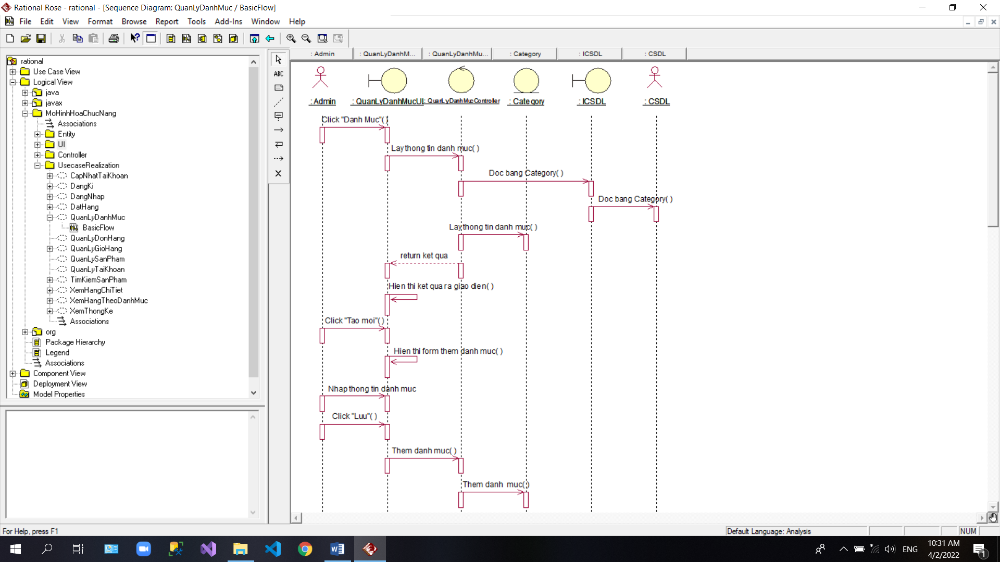 Rational Rose - rational - [Sequence Diagram: QuanLyDanhMuc / BasicFlow]
File Edit View Format Browse Report Tools Add-Ins Window Help
rational
Use Case View
Logical View
java
javax
MoHinhHoaChucNang
Associations
Entity
UI
Controller
UsecaseRealization
CapNhatTaiKhoan
DangKi
DangNhap
DatHang
QuanLyDanhMuc
BasicFlow
QuanLyDonHang
QuanLyGioHang
QuanLySanPham
QuanLyTaiKhoan
TimKiemSanPham
XemHangChiTiet
XemHangTheoDanhMuc
XemThongKe
Associations
org
Package Hierarchy
Legend
Associations
Component View
Deployment View
Model Properties
ABC
: Admin : QuanLyDanhM... : QuanLyDanhMu... : Category : ICSDL : CSDL
: Admin : QuanLyDanhMucUI : QuanLyDanhMucController : Category : ICSDL : CSDL
Click "Danh Muc"( )
Lay thong tin danh muc( )
Doc bang Category( )
Doc bang Category( )
Lay thong tin danh muc( )
return ket qua
Hien thi ket qua ra giao dien( )
Click "Tao moi"( )
Hien thi form them danh muc( )
Nhap thong tin danh muc
Click "Luu"( )
Them danh muc( )
Them danh muc( )
For Help, press F1
Default Language: Analysis
NUM
ENG
10:31 AM
4/2/2022
1